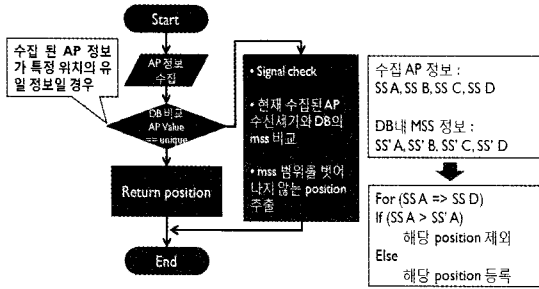 Start
수집 된 AP 정보
가 특정 위치의 유
일 정보일 경우
AP 정보
수집
DB 비교
AP Value
== unique
Return position
End
• Signal check
• 현재 수집된 AP
수신세기와 DB의
mss 비교
• mss 범위를 벗어
나지 않는 position
추출
수집 AP 정보 :
SS A, SS B, SS C, SS D
DB내 MSS 정보 :
SS' A, SS' B, SS' C, SS' D
For (SS A => SS D)
If (SS A > SS' A)
해당 position 제외
Else
해당 position 등록